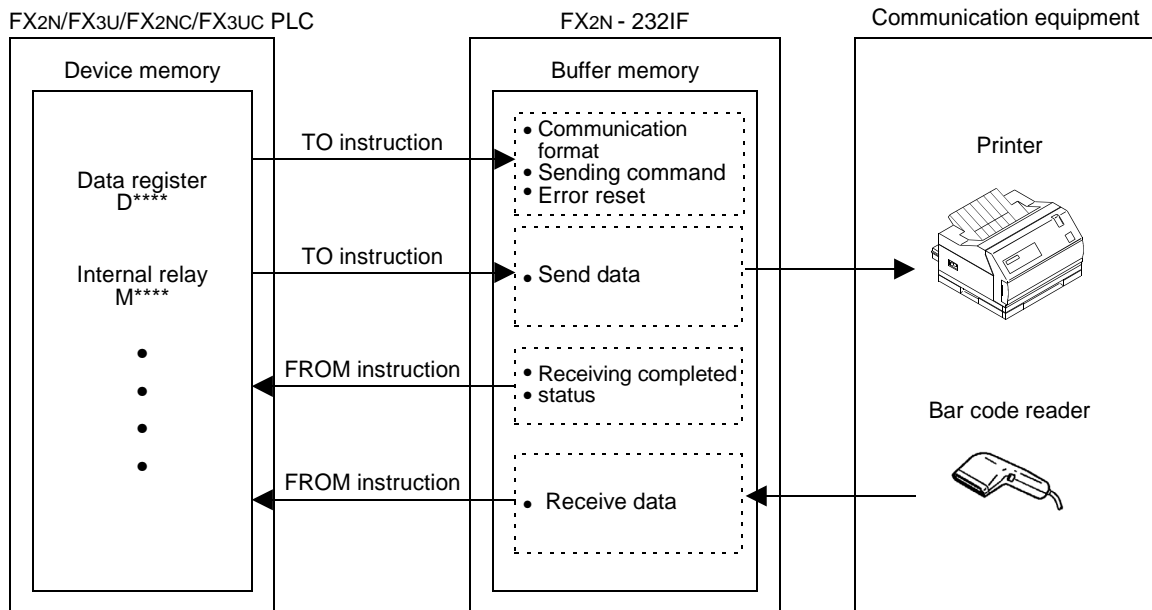 FX2N/FX3U/FX2NC/FX3UC PLC
FX2N - 232IF
Communication equipment
Device memory
Buffer memory
Data register
D****
Internal relay
M****
•
•
•
•
TO instruction
TO instruction
FROM instruction
FROM instruction
• Communication
format
• Sending command
• Error reset
• Send data
• Receiving completed
• status
• Receive data
Printer
Bar code reader